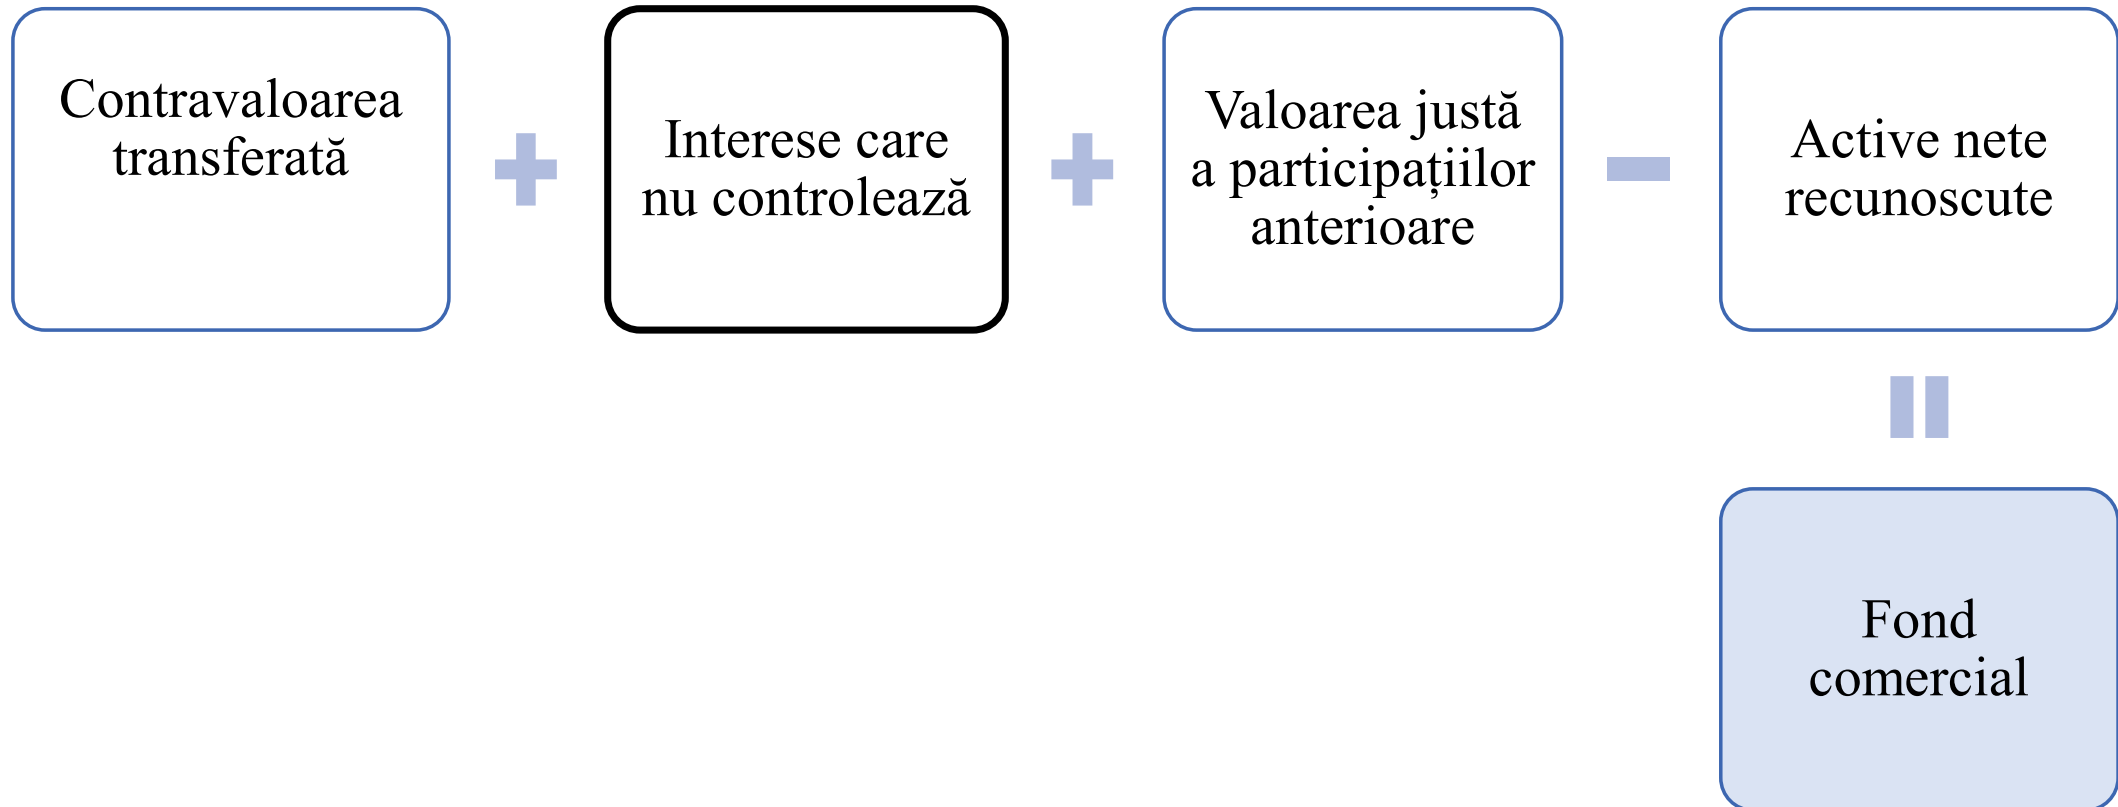 Contravaloarea
transferată
Interese care
nu controlează
Valoarea justă
a participațiilor
anterioare
Active nete
recunoscute
Fond
comercial